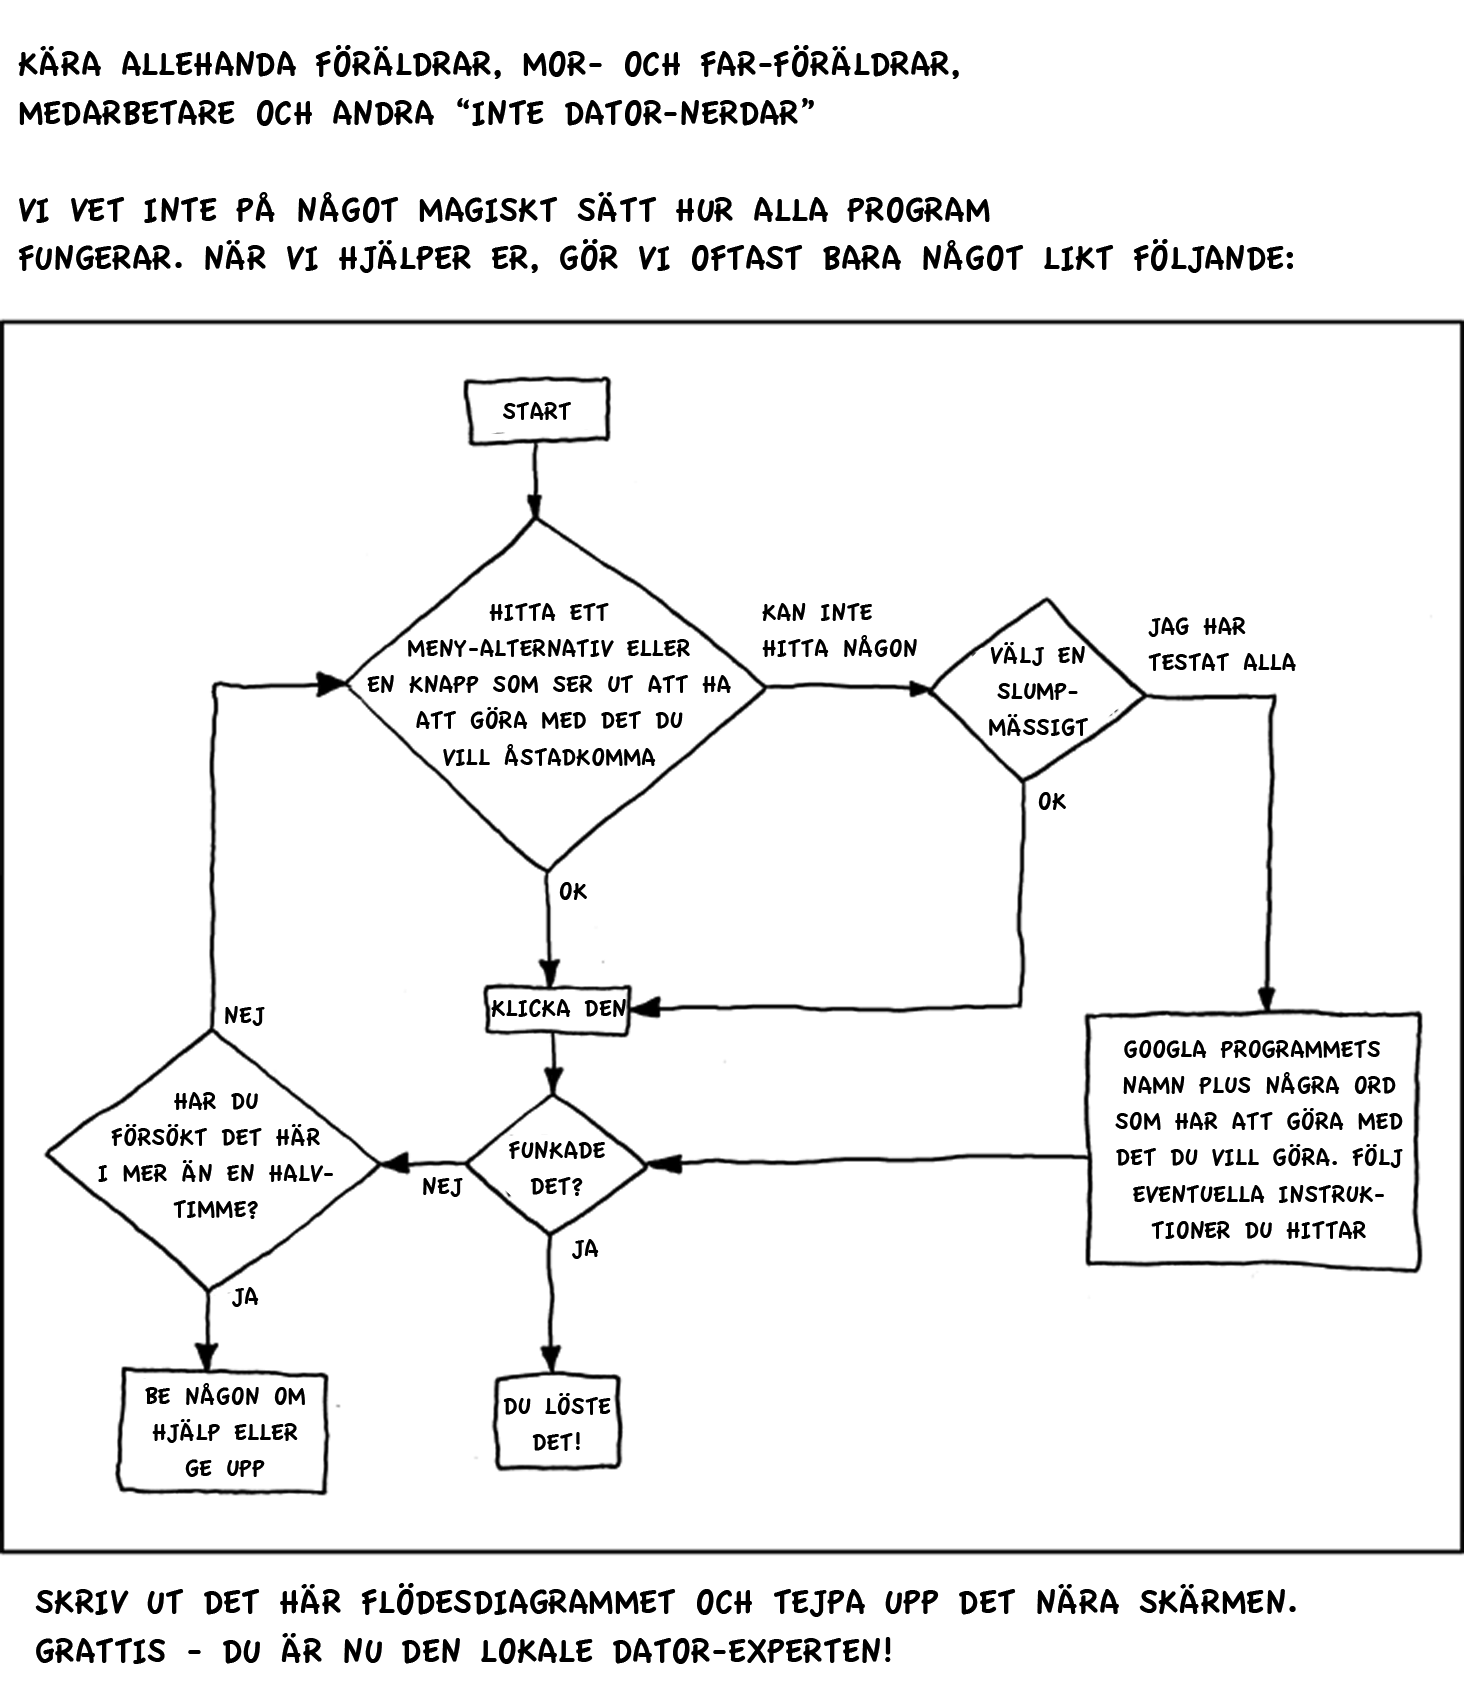 KÄRA ALLEHANDA FÖRÄLDRAR, MOR- OCH FAR-FÖRÄLDRAR,
MEDARBETARE OCH ANDRA “INTE DATOR-NERDAR”
VI VET INTE PÅ NÅGOT MAGISKT SÄTT HUR ALLA PROGRAM
FUNGERAR. NÄR VI HJÄLPER ER, GÖR VI OFTAST BARA NÅGOT LIKT FÖLJANDE:
START
HITTA ETT
MENY-ALTERNATIV ELLER
EN KNAPP SOM SER UT ATT HA
ATT GÖRA MED DET DU
VILL ÅSTADKOMMA
KAN INTE
HITTA NÅGON
VÄLJ EN
SLUMP-
MÄSSIGT
JAG HAR
TESTAT ALLA
OK
OK
KLICKA DEN
NEJ
GOOGLA PROGRAMMETS
NAMN PLUS NÅGRA ORD
SOM HAR ATT GÖRA MED
DET DU VILL GÖRA. FÖLJ
EVENTUELLA INSTRUK-
TIONER DU HITTAR
HAR DU
FÖRSÖKT DET HÄR
I MER ÄN EN HALV-
TIMME?
NEJ
FUNKADE
DET?
JA
JA
BE NÅGON OM
HJÄLP ELLER
GE UPP
DU LÖSTE
DET!
SKRIV UT DET HÄR FLÖDESDIAGRAMMET OCH TEJPA UPP DET NÄRA SKÄRMEN.
GRATTIS - DU ÄR NU DEN LOKALE DATOR-EXPERTEN!